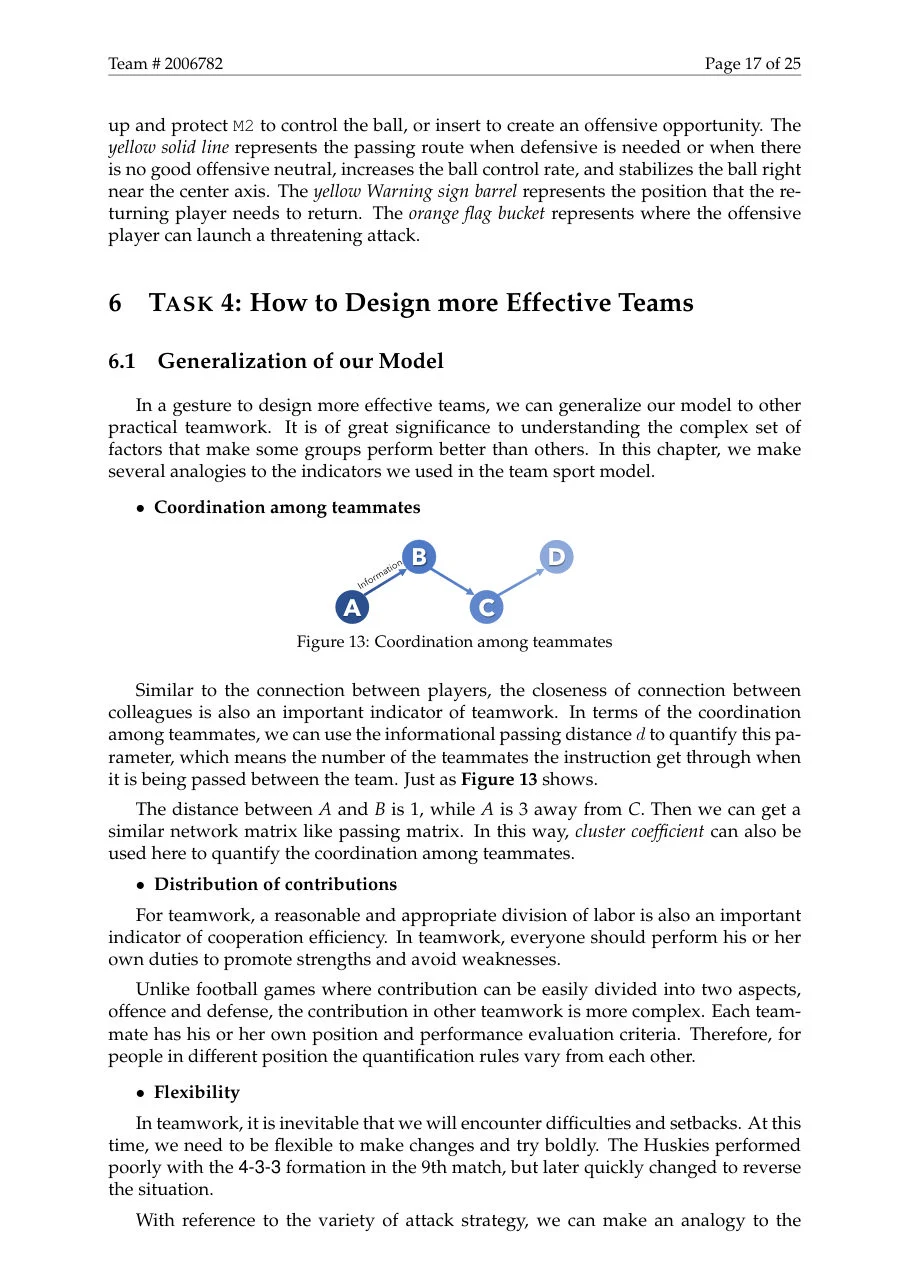 Team # 2006782
Page 17 of 25
up and protect M2 to control the ball, or insert to create an offensive opportunity. The
yellow solid line represents the passing route when defensive is needed or when there
is no good offensive neutral, increases the ball control rate, and stabilizes the ball right
near the center axis. The yellow Warning sign barrel represents the position that the re-
turning player needs to return. The orange flag bucket represents where the offensive
player can launch a threatening attack.
6 TASK 4: How to Design more Effective Teams
6.1 Generalization of our Model
In a gesture to design more effective teams, we can generalize our model to other
practical teamwork. It is of great significance to understanding the complex set of
factors that make some groups perform better than others. In this chapter, we make
several analogies to the indicators we used in the team sport model.
• Coordination among teammates
Information
A
B
C
D
Figure 13: Coordination among teammates
Similar to the connection between players, the closeness of connection between
colleagues is also an important indicator of teamwork. In terms of the coordination
among teammates, we can use the informational passing distance d to quantify this pa-
rameter, which means the number of the teammates the instruction get through when
it is being passed between the team. Just as Figure 13 shows.
The distance between A and B is 1, while A is 3 away from C. Then we can get a
similar network matrix like passing matrix. In this way, cluster coefficient can also be
used here to quantify the coordination among teammates.
• Distribution of contributions
For teamwork, a reasonable and appropriate division of labor is also an important
indicator of cooperation efficiency. In teamwork, everyone should perform his or her
own duties to promote strengths and avoid weaknesses.
Unlike football games where contribution can be easily divided into two aspects,
offence and defense, the contribution in other teamwork is more complex. Each team-
mate has his or her own position and performance evaluation criteria. Therefore, for
people in different position the quantification rules vary from each other.
• Flexibility
In teamwork, it is inevitable that we will encounter difficulties and setbacks. At this
time, we need to be flexible to make changes and try boldly. The Huskies performed
poorly with the 4-3-3 formation in the 9th match, but later quickly changed to reverse
the situation.
With reference to the variety of attack strategy, we can make an analogy to the